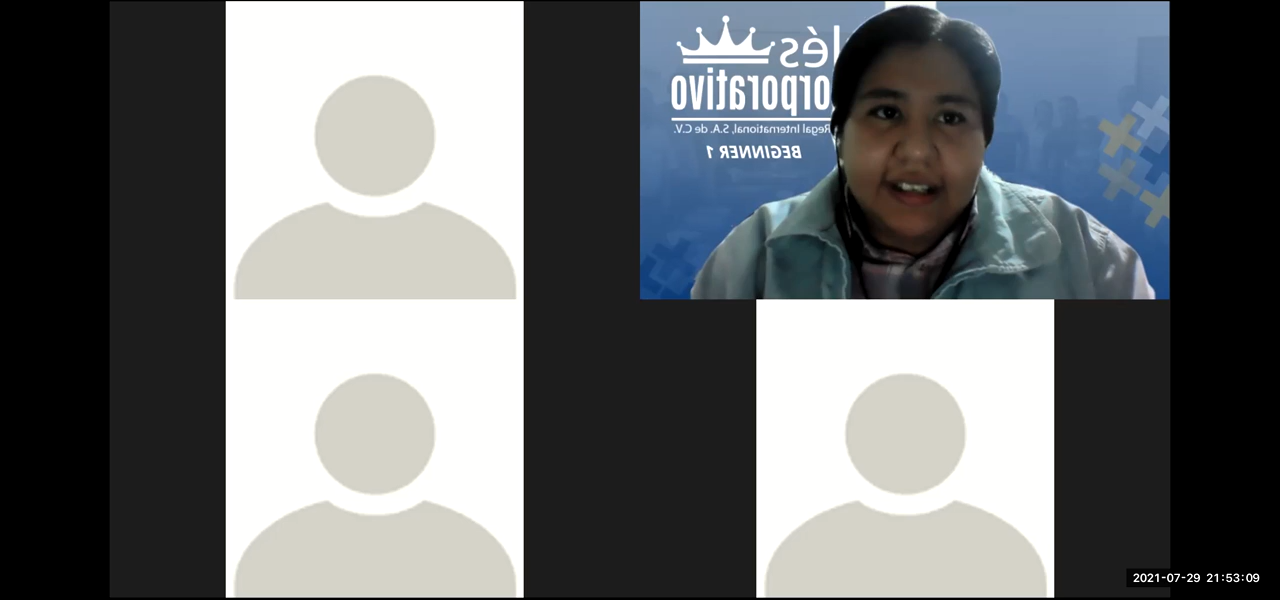 lés
orporativo
Regal International, S.A. de C.V.
BEGINNER 1
2021-07-29 21:53:09